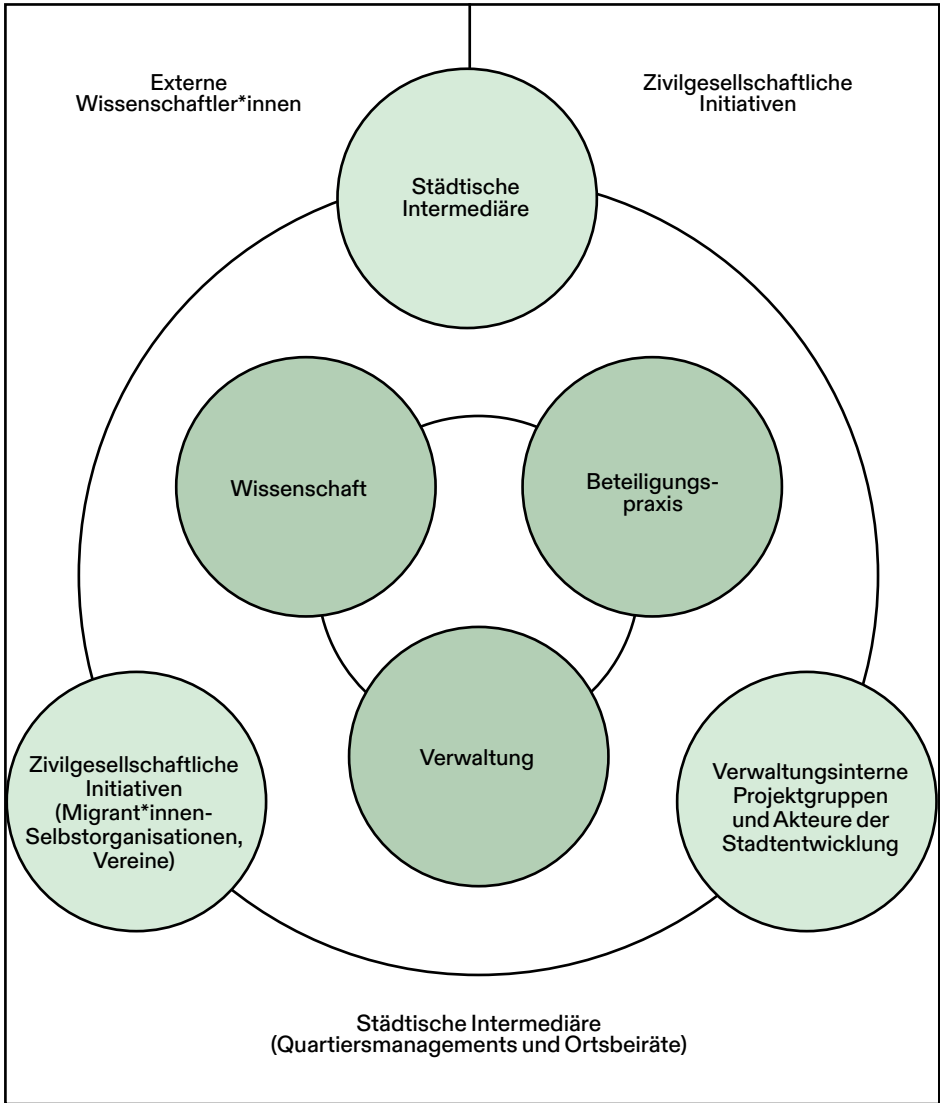 Externe
Wissenschaftler*innen
Zivilgesellschaftliche
Initiativen
Städtische
Intermediäre
Wissenschaft
Beteiligungs-
praxis
Verwaltung
Zivilgesellschaftliche
Initiativen
(Migrant*innen-
Selbstorganisationen,
Vereine)
Verwaltungsinterne
Projektgruppen
und Akteure der
Stadtentwicklung
Städtische Intermediäre
(Quartiersmanagements und Ortsbeiräte)